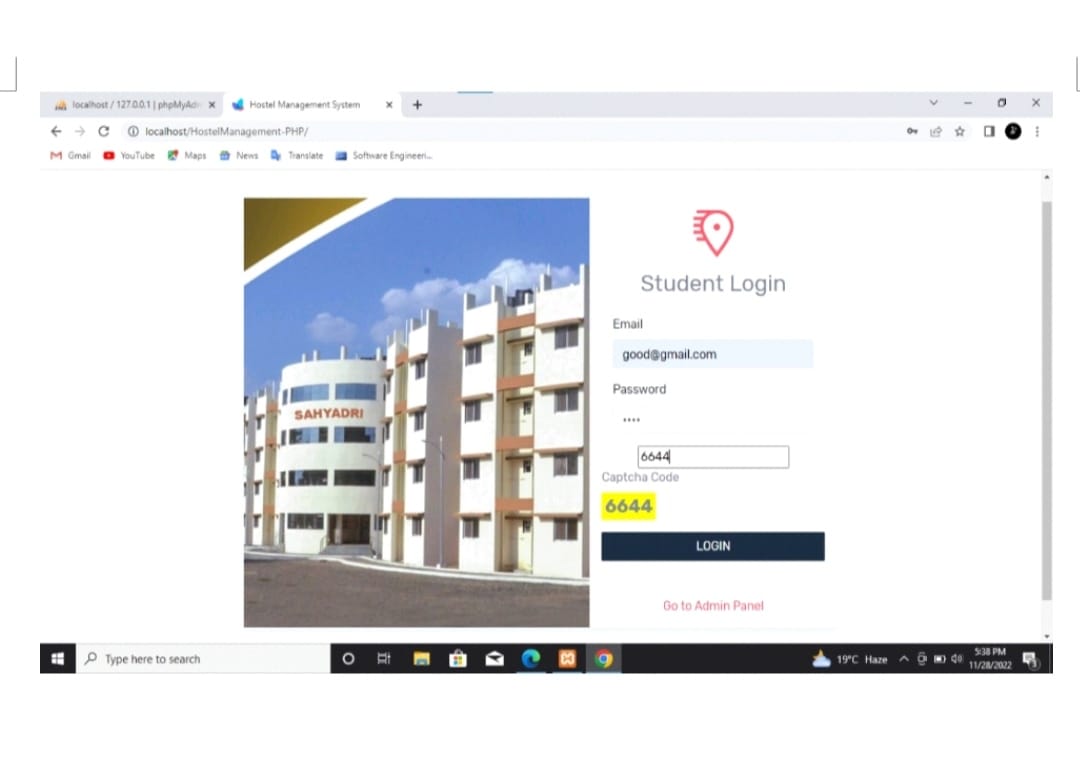 localhost / 127.0.0.1 | phpMyAdm
Hostel Management System
localhost/HostelManagement-PHP/
Gmail YouTube Maps News Translate Software Engineeri...
Student Login
Email
good@gmail.com
Password
••••
SAHYADRI
6644
Captcha Code
6644
LOGIN
Go to Admin Panel
Type here to search
19°C Haze
5:38 PM
11/28/2022
3